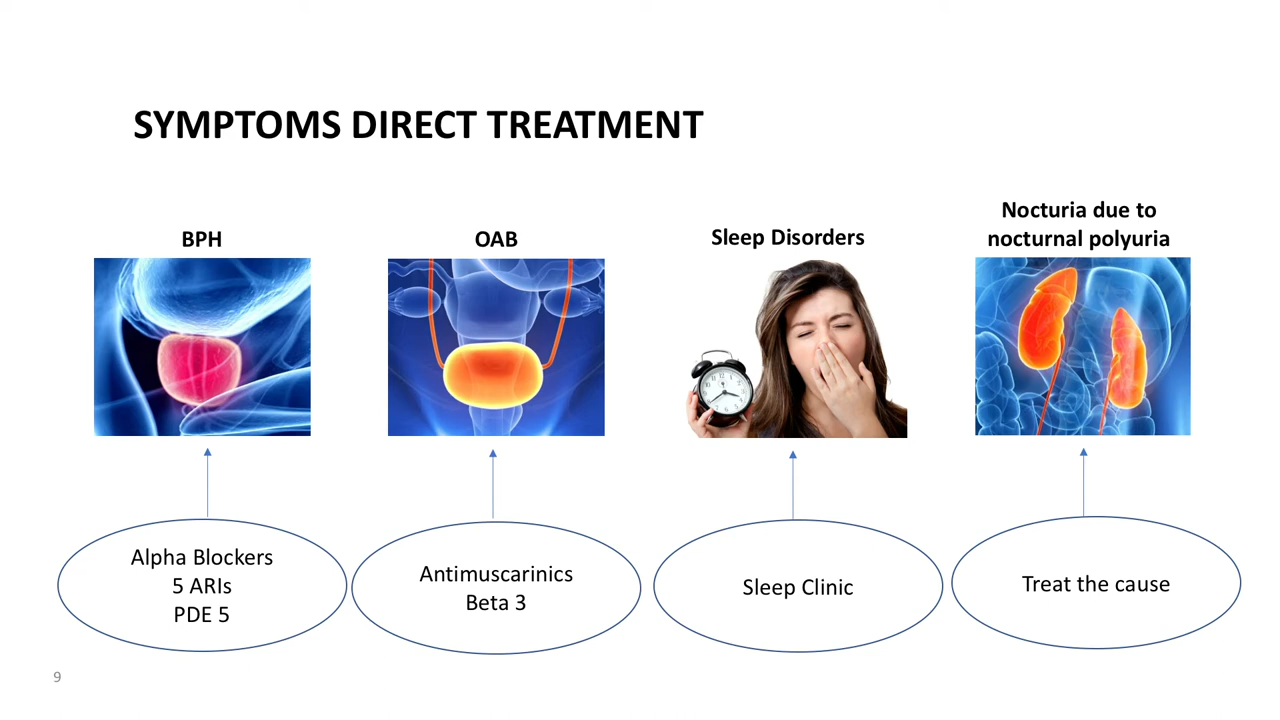 SYMPTOMS DIRECT TREATMENT
BPH
OAB
Sleep Disorders
Nocturia due to
nocturnal polyuria
Alpha Blockers
5 ARIs
PDE 5
Antimuscarinics
Beta 3
Sleep Clinic
Treat the cause
9